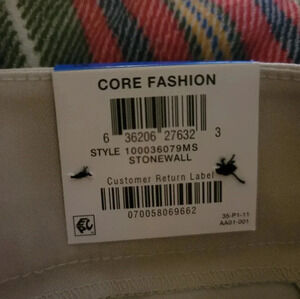 CORE FASHION
6 36206 27632 3
STYLE 100036079MS
STONEWALL
Customer Return Label
070058069662
35-P1-11
AA01-001